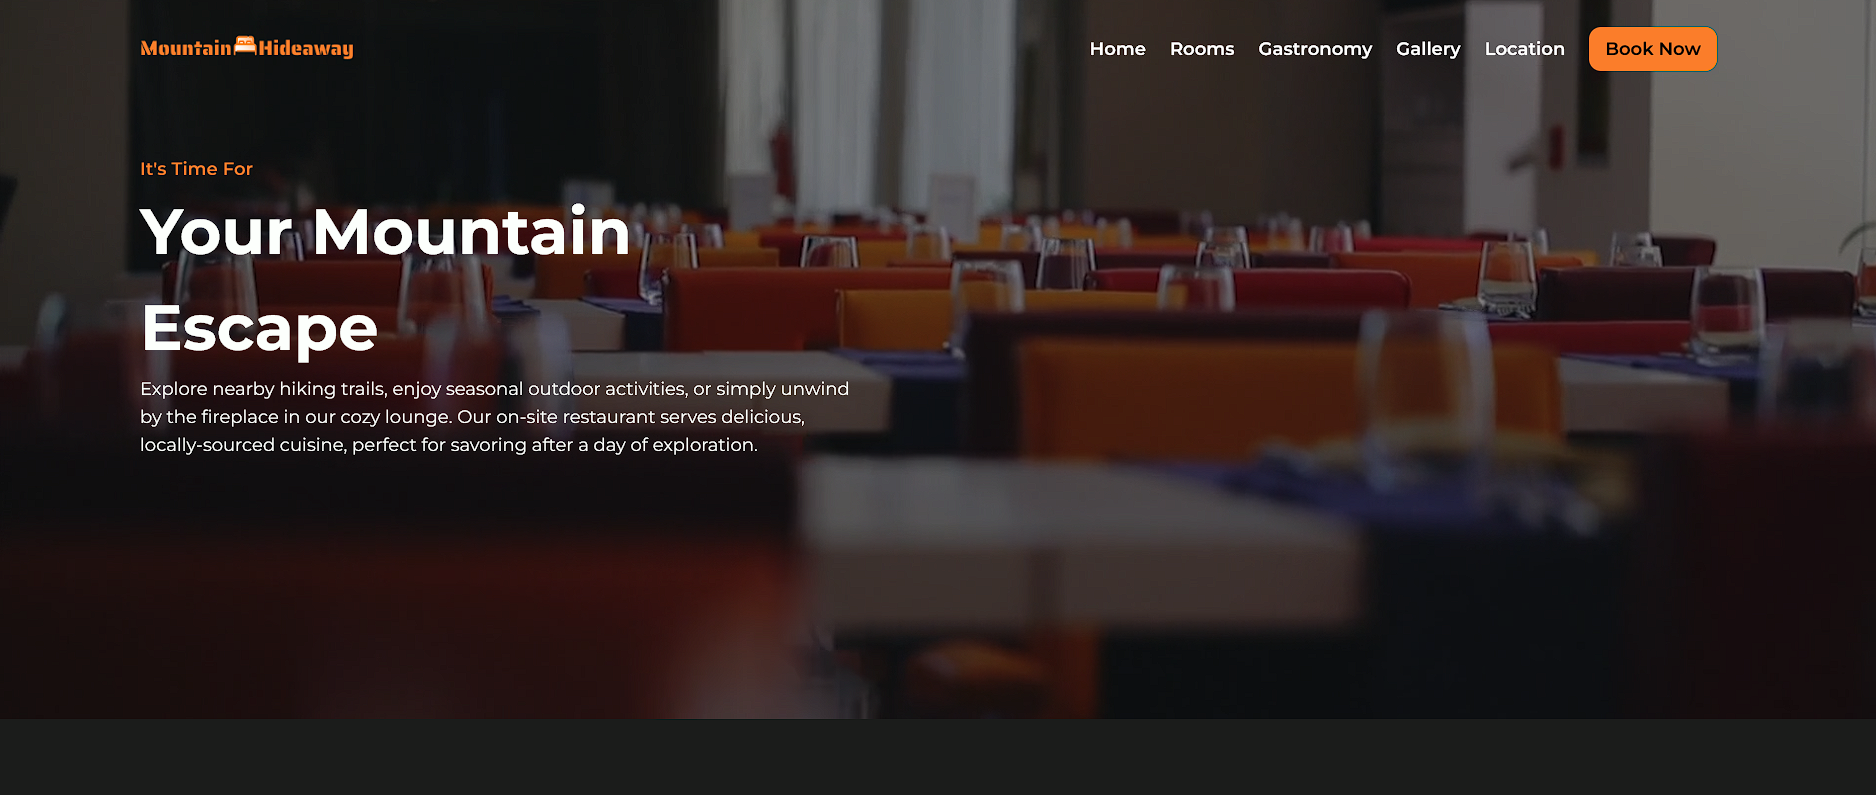 Mountain Hideaway
Home Rooms Gastronomy Gallery Location Book Now
It's Time For
Your Mountain
Escape
Explore nearby hiking trails, enjoy seasonal outdoor activities, or simply unwind
by the fireplace in our cozy lounge. Our on-site restaurant serves delicious,
locally-sourced cuisine, perfect for savoring after a day of exploration.